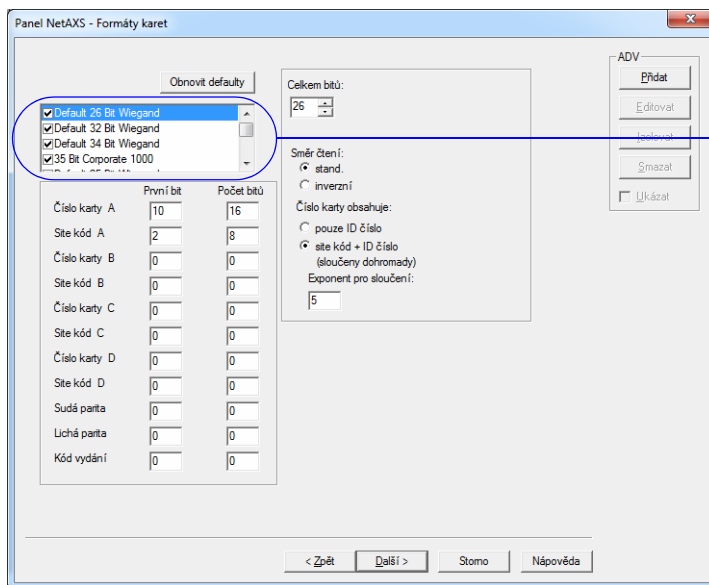 Panel NetAXS - Formáty karet
Obnovit defaulty
Default 26 Bit Wiegand
Default 32 Bit Wiegand
Default 34 Bit Wiegand
35 Bit Corporate 1000
První bit Počet bitů
Číslo karty A 10 16
Site kód A 2 8
Číslo karty B 0 0
Site kód B 0 0
Číslo karty C 0 0
Site kód C 0 0
Číslo karty D 0 0
Site kód D 0 0
Sudá parita 0 0
Lichá parita 0 0
Kód vydání 0 0
Celkem bitů:
26
Směr čtení:
stand.
inverzní
Číslo karty obsahuje:
pouze ID číslo
site kód + ID číslo
(sloučeny dohromady)
Exponent pro sloučení:
5
ADV
Přidat
Editovat
Izolovat
Smazat
Ukázat
< Zpět Další > Storno Nápověda